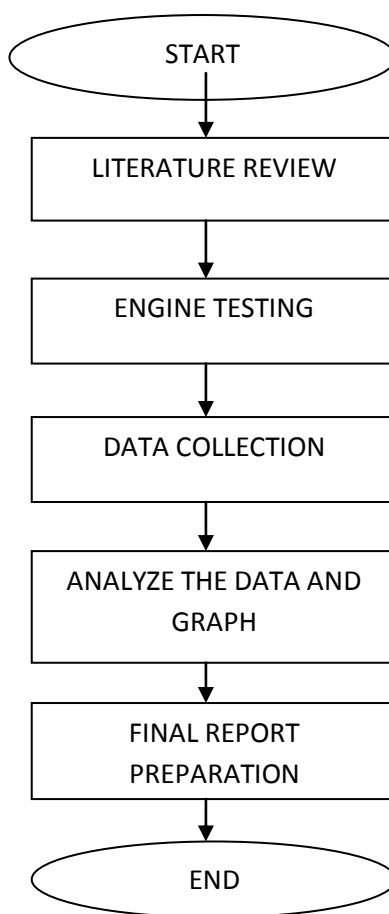 START
LITERATURE REVIEW
ENGINE TESTING
DATA COLLECTION
ANALYZE THE DATA AND
GRAPH
FINAL REPORT
PREPARATION
END